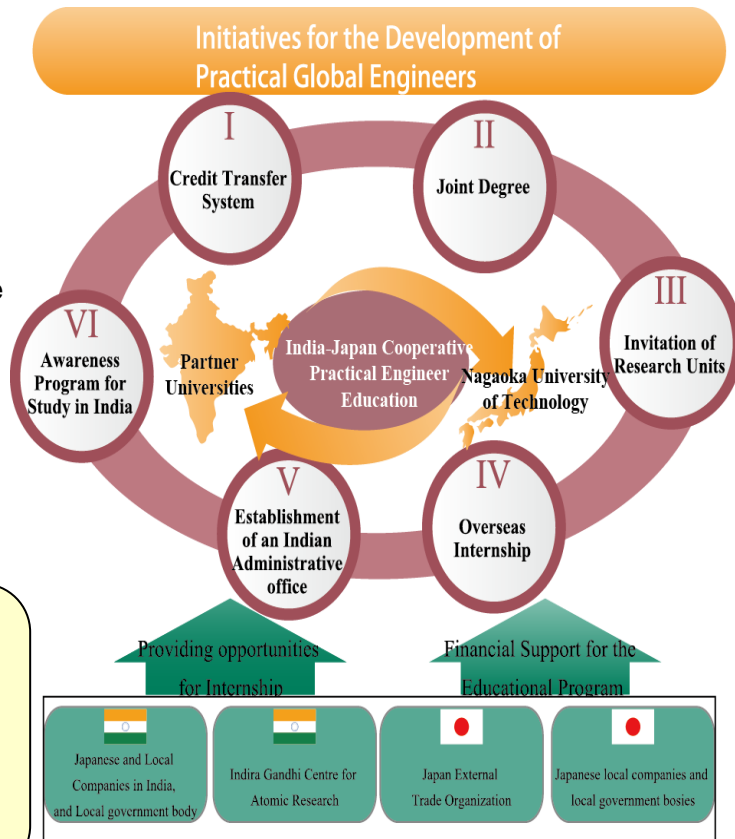 Initiatives for the Development of
Practical Global Engineers
I
Credit Transfer
System
II
Joint Degree
III
Invitation of
Research Units
VI
Awareness
Program for
Study in India
Partner
Universities
India-Japan Cooperative
Practical Engineer
Education
Nagaoka University
of Technology
V
Establishment
of an Indian
Administrative
office
IV
Overseas
Internship
Providing opportunities
for Internship
Financial Support for the
Educational Program
Japanese and Local
Companies in India,
and Local government body
Indira Gandhi Centre for
Atomic Research
Japan External
Trade Organization
Japanese local companies and
local government bosies